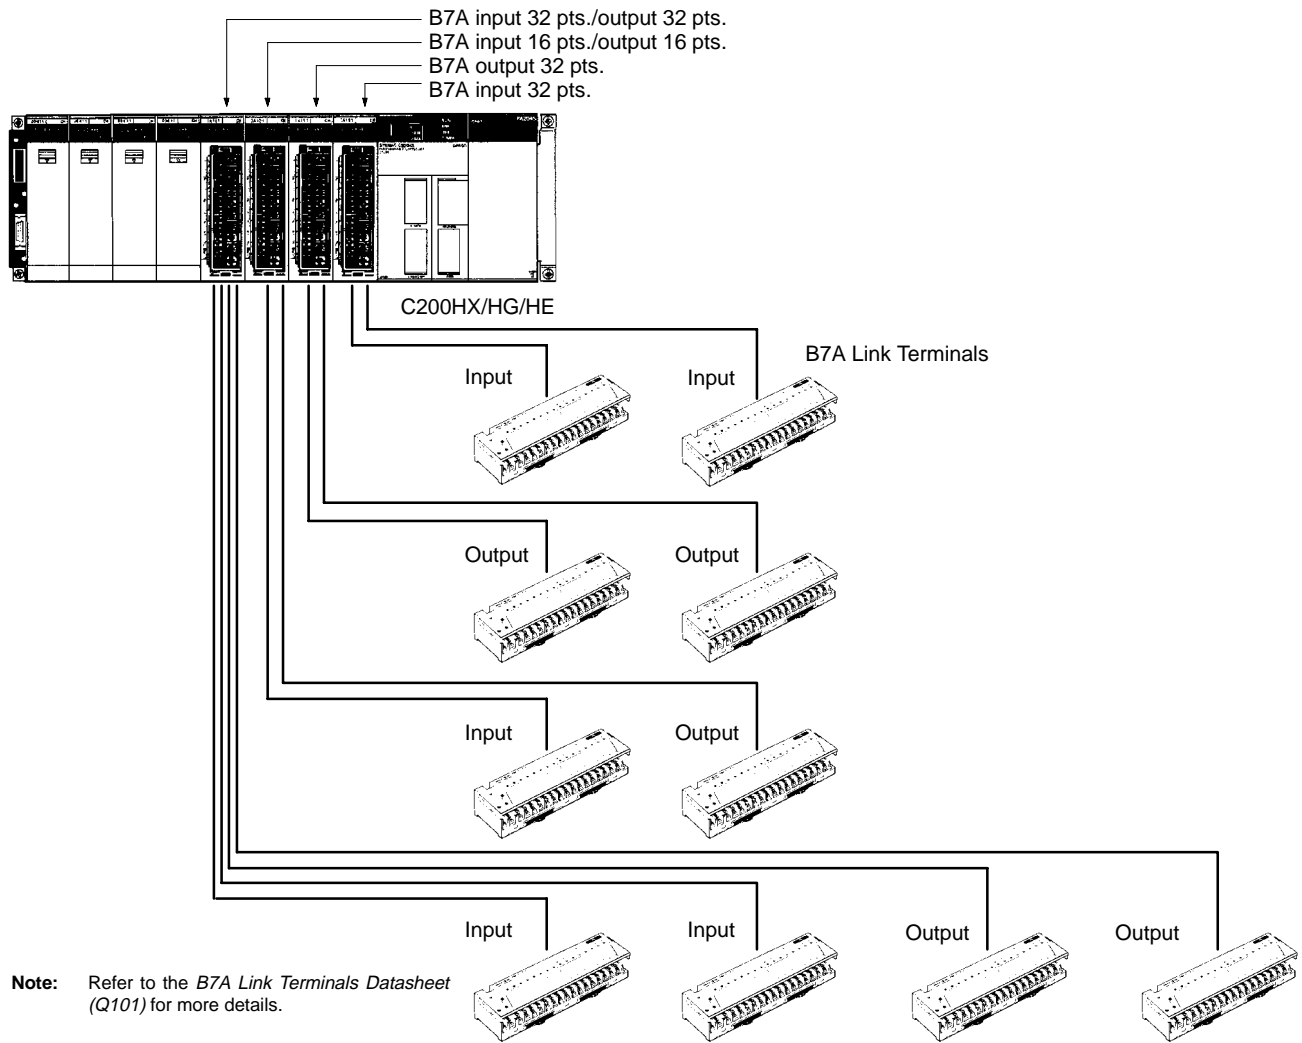 B7A input 32 pts./output 32 pts.
B7A input 16 pts./output 16 pts.
B7A output 32 pts.
B7A input 32 pts.
C200HX/HG/HE
B7A Link Terminals
Input
Input
Output
Output
Input
Output
Input
Input
Output
Output
Note: Refer to the B7A Link Terminals Datasheet
(Q101) for more details.